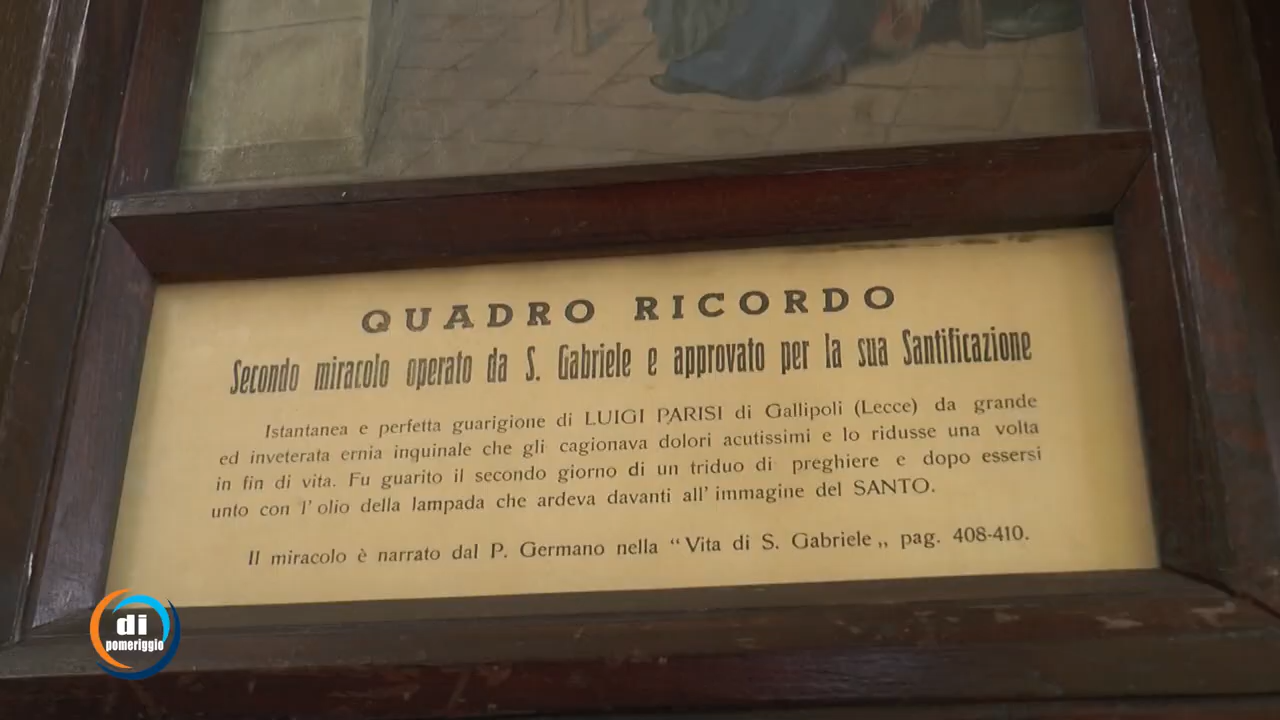 QUADRO RICORDO
Secondo miracolo operato da S. Gabriele e approvato per la sua Santificazione
Istantanea e perfetta guarigione di LUIGI PARISI di Gallipoli (Lecce) da grande
ed inveterata ernia inquinale che gli cagionava dolori acutissimi e lo ridusse una volta
in fin di vita. Fu guarito il secondo giorno di un triduo di preghiere e dopo essersi
unto con l'olio della lampada che ardeva davanti all'immagine del SANTO.
Il miracolo è narrato dal P. Germano nella “Vita di S. Gabriele„ pag. 408-410.
di
pomeriggio